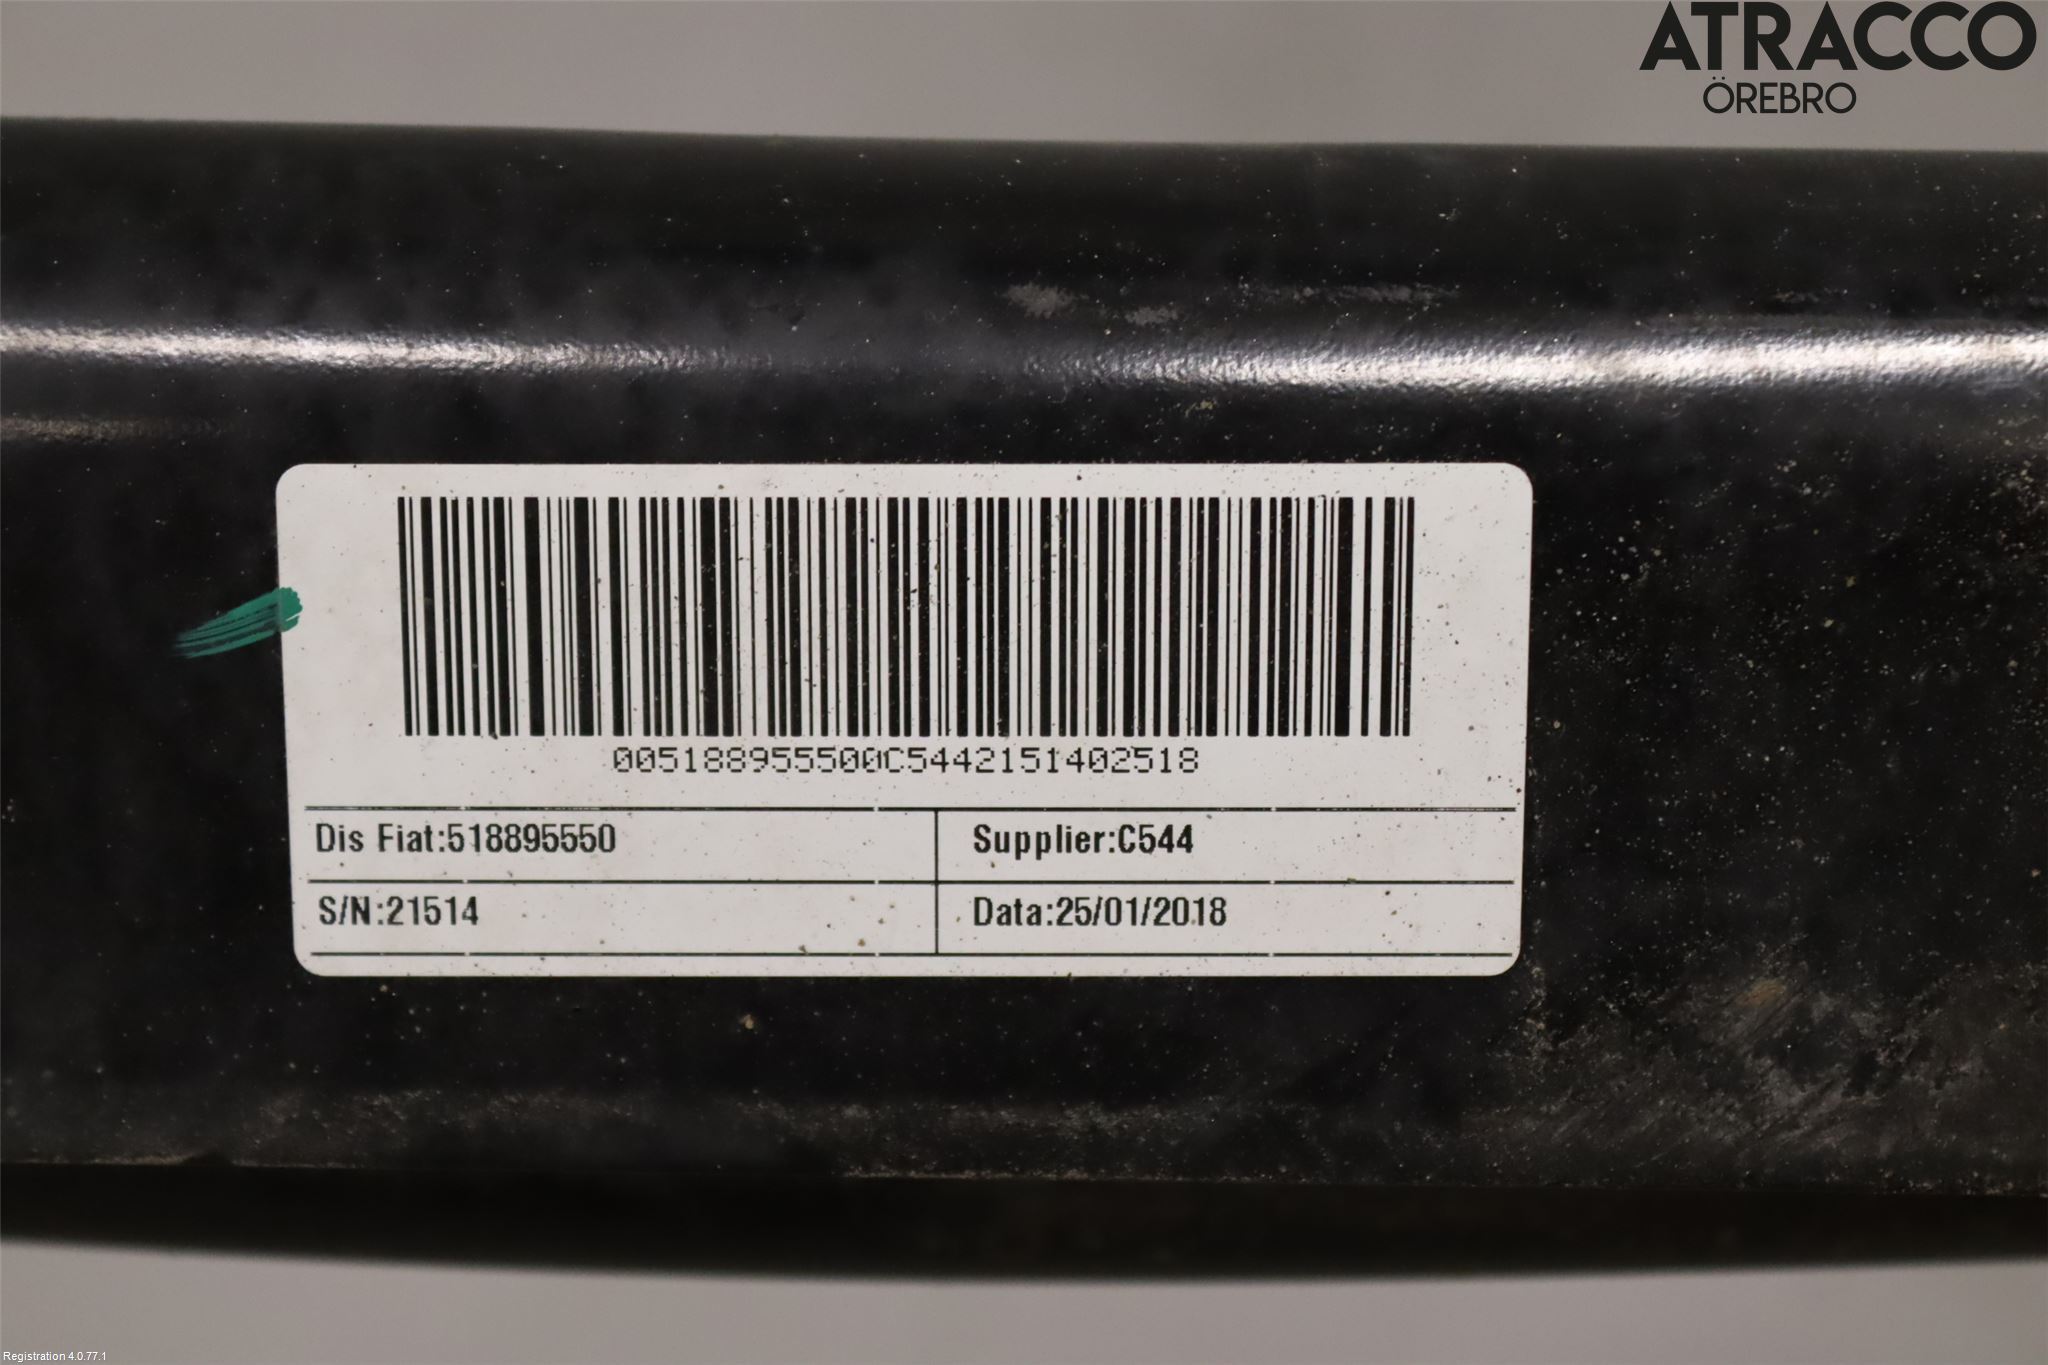 ATRACCO
ÖREBRO
005188955500C5442151402518
Dis Fiat:518895550
Supplier:C544
S/N:21514
Data:25/01/2018
Registration 4.0.77.1